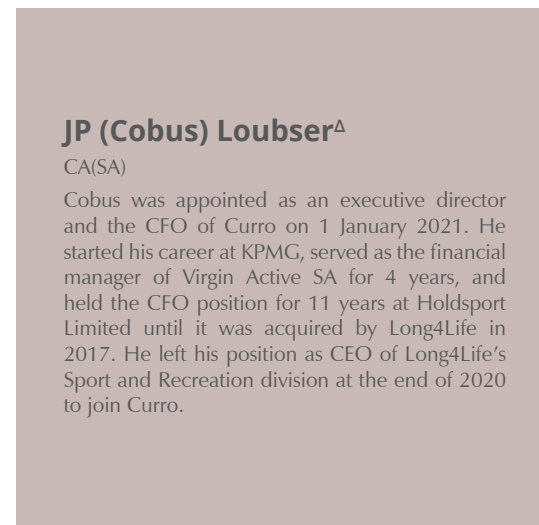 JP (Cobus) Loubser∆
CA(SA)
Cobus was appointed as an executive director
and the CFO of Curro on 1 January 2021. He
started his career at KPMG, served as the financial
manager of Virgin Active SA for 4 years, and
held the CFO position for 11 years at Holdsport
Limited until it was acquired by Long4Life in
2017. He left his position as CEO of Long4Life’s
Sport and Recreation division at the end of 2020
to join Curro.